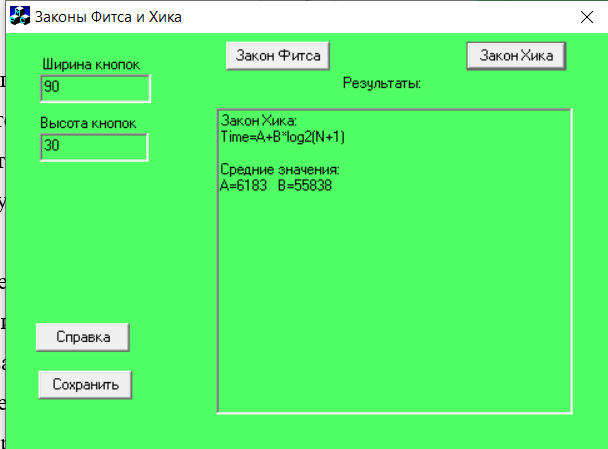 Законы Фитса и Хика
Ширина кнопок
90
Высота кнопок
30
Закон Фитса
Закон Хика
Результаты:
Закон Хика:
Time=A+B*log2(N+1)
Средние значения:
A=6183 B=55838
Справка
Сохранить